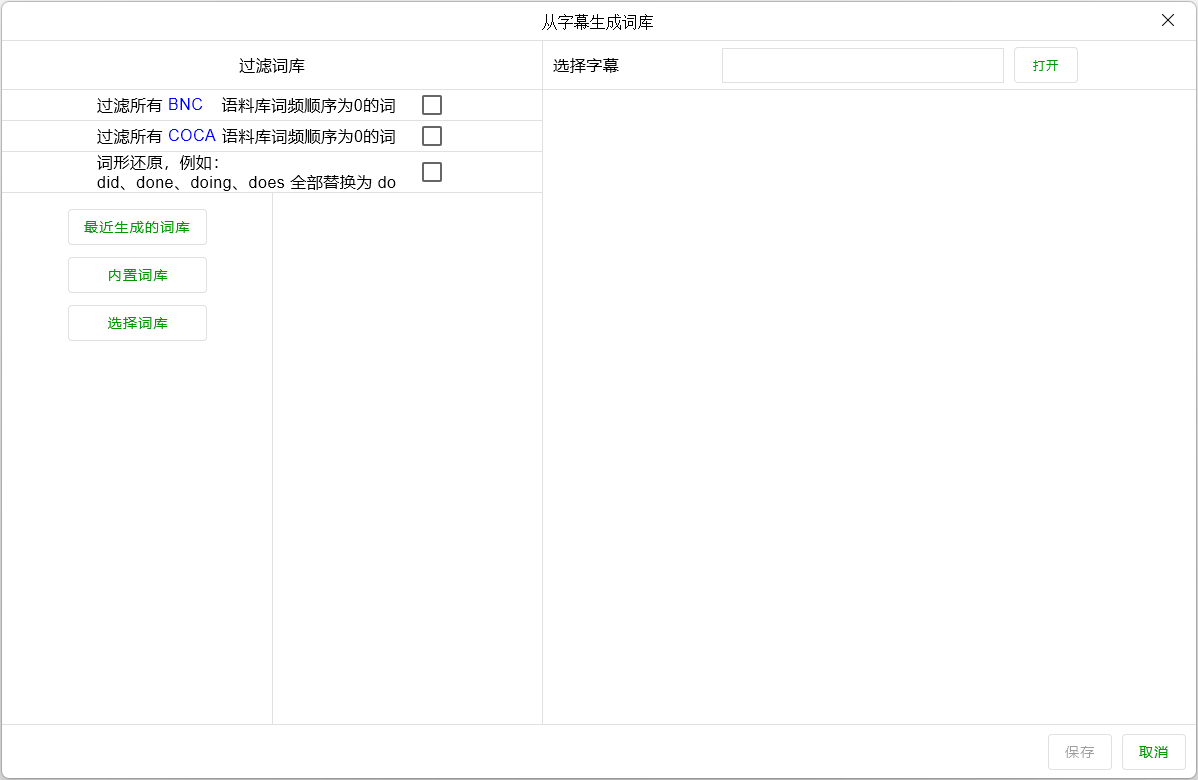 从字幕生成词库
过滤词库
选择字幕
打开
过滤所有 BNC 语料库词频顺序为0的词
过滤所有 COCA 语料库词频顺序为0的词
词形还原，例如：
did、done、doing、does 全部替换为 do
最近生成的词库
内置词库
选择词库
保存
取消